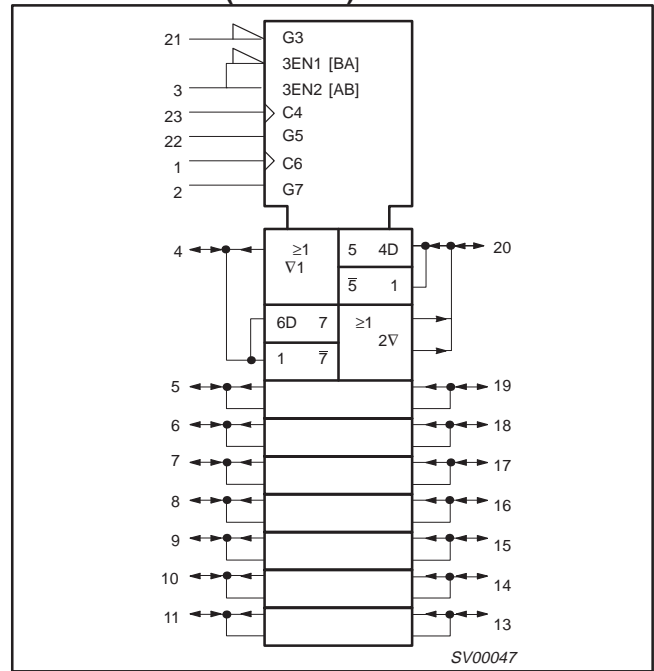 21 G3
3EN1 [BA]
3 3EN2 [AB]
23 C4
22 G5
1 C6
2 G7
4 ≥1 5 4D 20
∇1
5̅ 1
6D 7 ≥1
2∇
1 7̅
5 19
6 18
7 17
8 16
9 15
10 14
11 13
SV00047